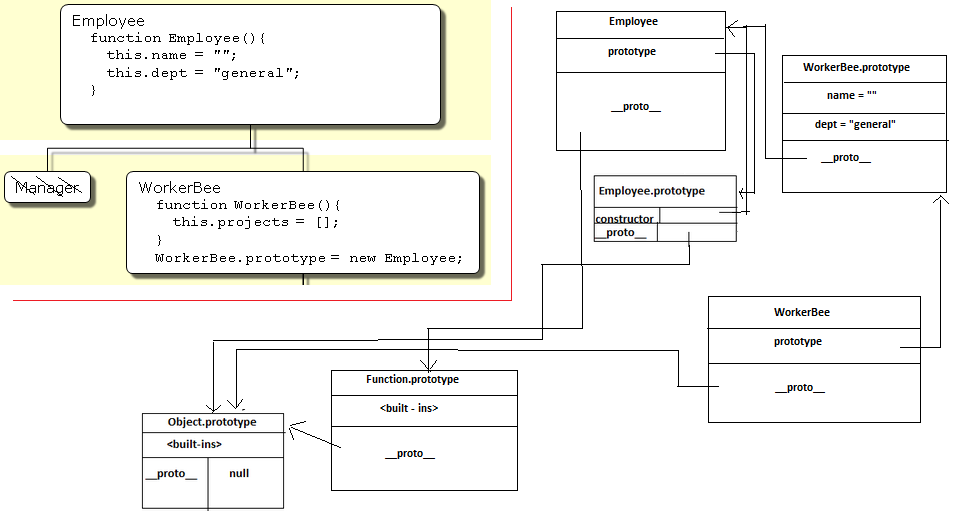 Employee
function Employee(){
this.name = "";
this.dept = "general";
}
Manager
WorkerBee
function WorkerBee(){
this.projects = [];
}
WorkerBee.prototype = new Employee;
Employee
prototype
__proto__
WorkerBee.prototype
name = ""
dept = "general"
__proto__
Employee.prototype
constructor
__proto__
WorkerBee
prototype
__proto__
Function.prototype
<built - ins>
__proto__
Object.prototype
<built-ins>
__proto__ null